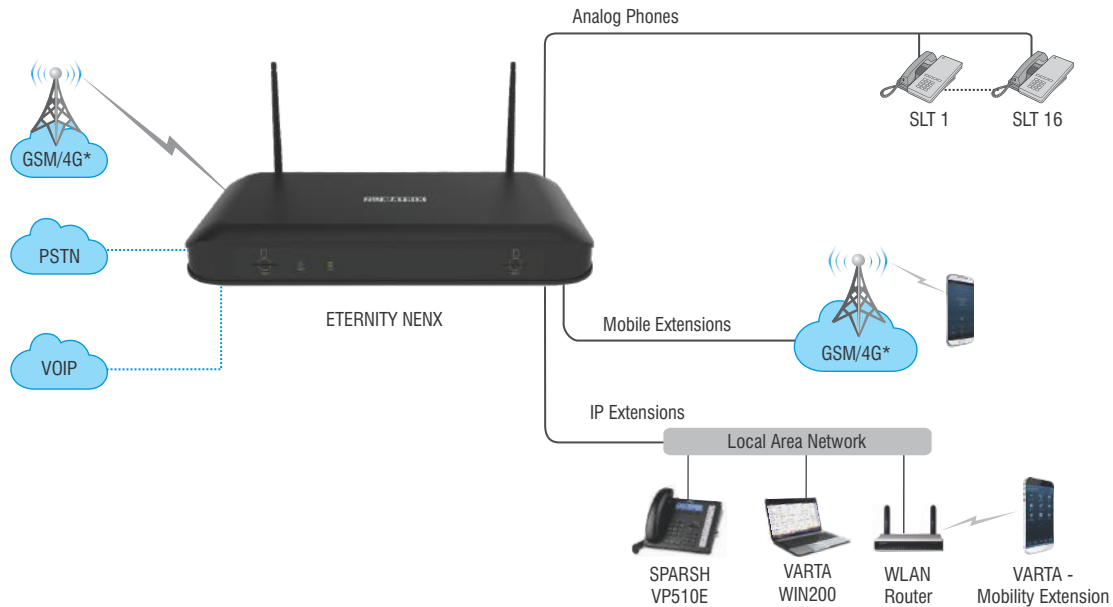 Analog Phones
SLT 1
SLT 16
GSM/4G*
PSTN
VOIP
ETERNITY NENX
Mobile Extensions
GSM/4G*
IP Extensions
Local Area Network
SPARSH
VP510E
VARTA
WIN200
WLAN
Router
VARTA -
Mobility Extension